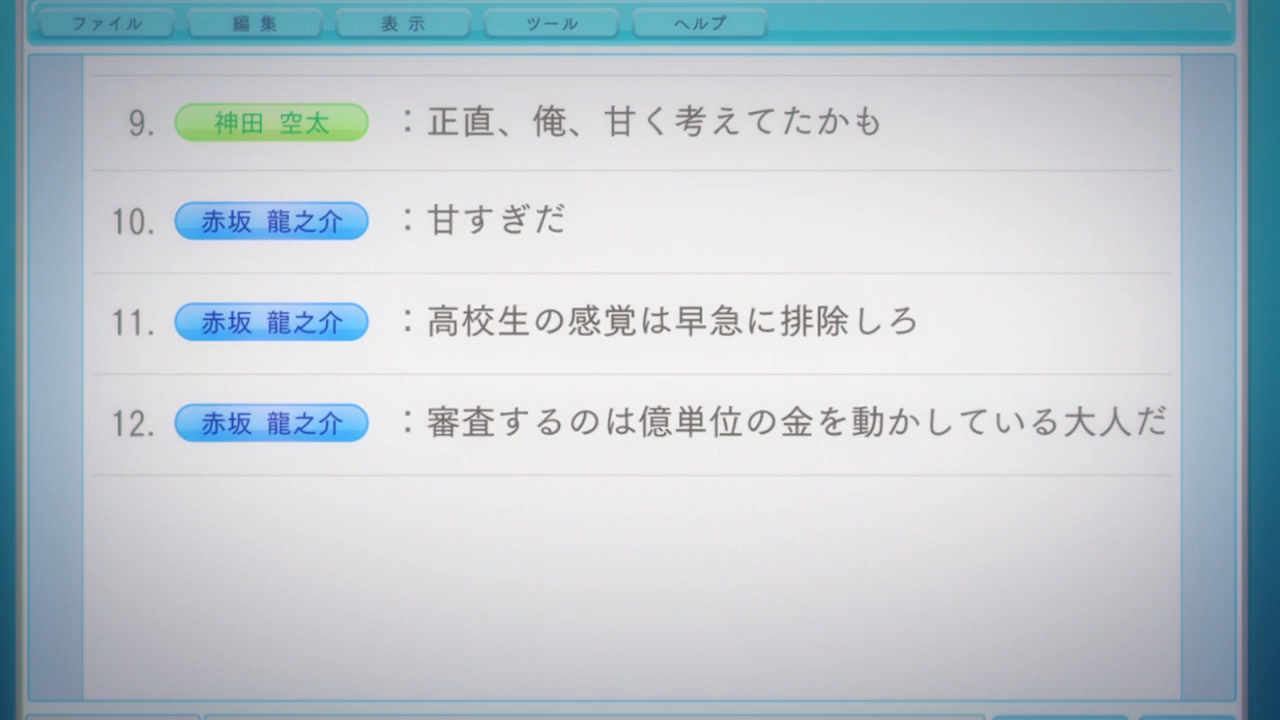 ファイル 編集 表示 ツール ヘルプ
9. 神田 空太 ：正直、俺、甘く考えてたかも
10. 赤坂 龍之介 ：甘すぎだ
11. 赤坂 龍之介 ：高校生の感覚は早急に排除しろ
12. 赤坂 龍之介 ：審査するのは億単位の金を動かしている大人だ